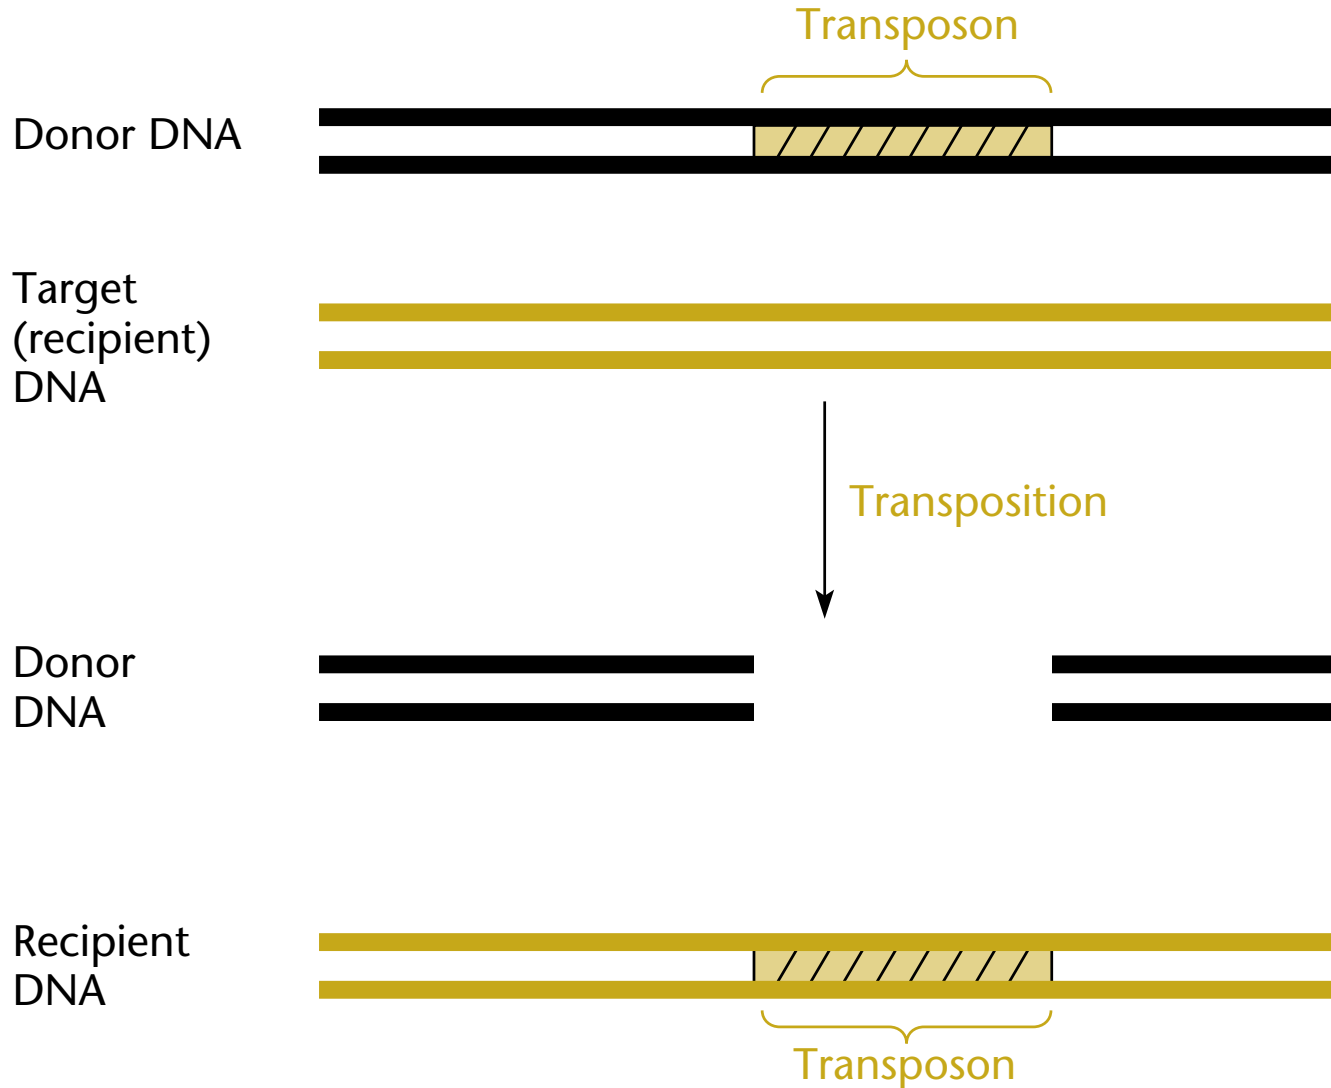 Transposon
Donor DNA
Target
(recipient)
DNA
Transposition
Donor
DNA
Recipient
DNA
Transposon